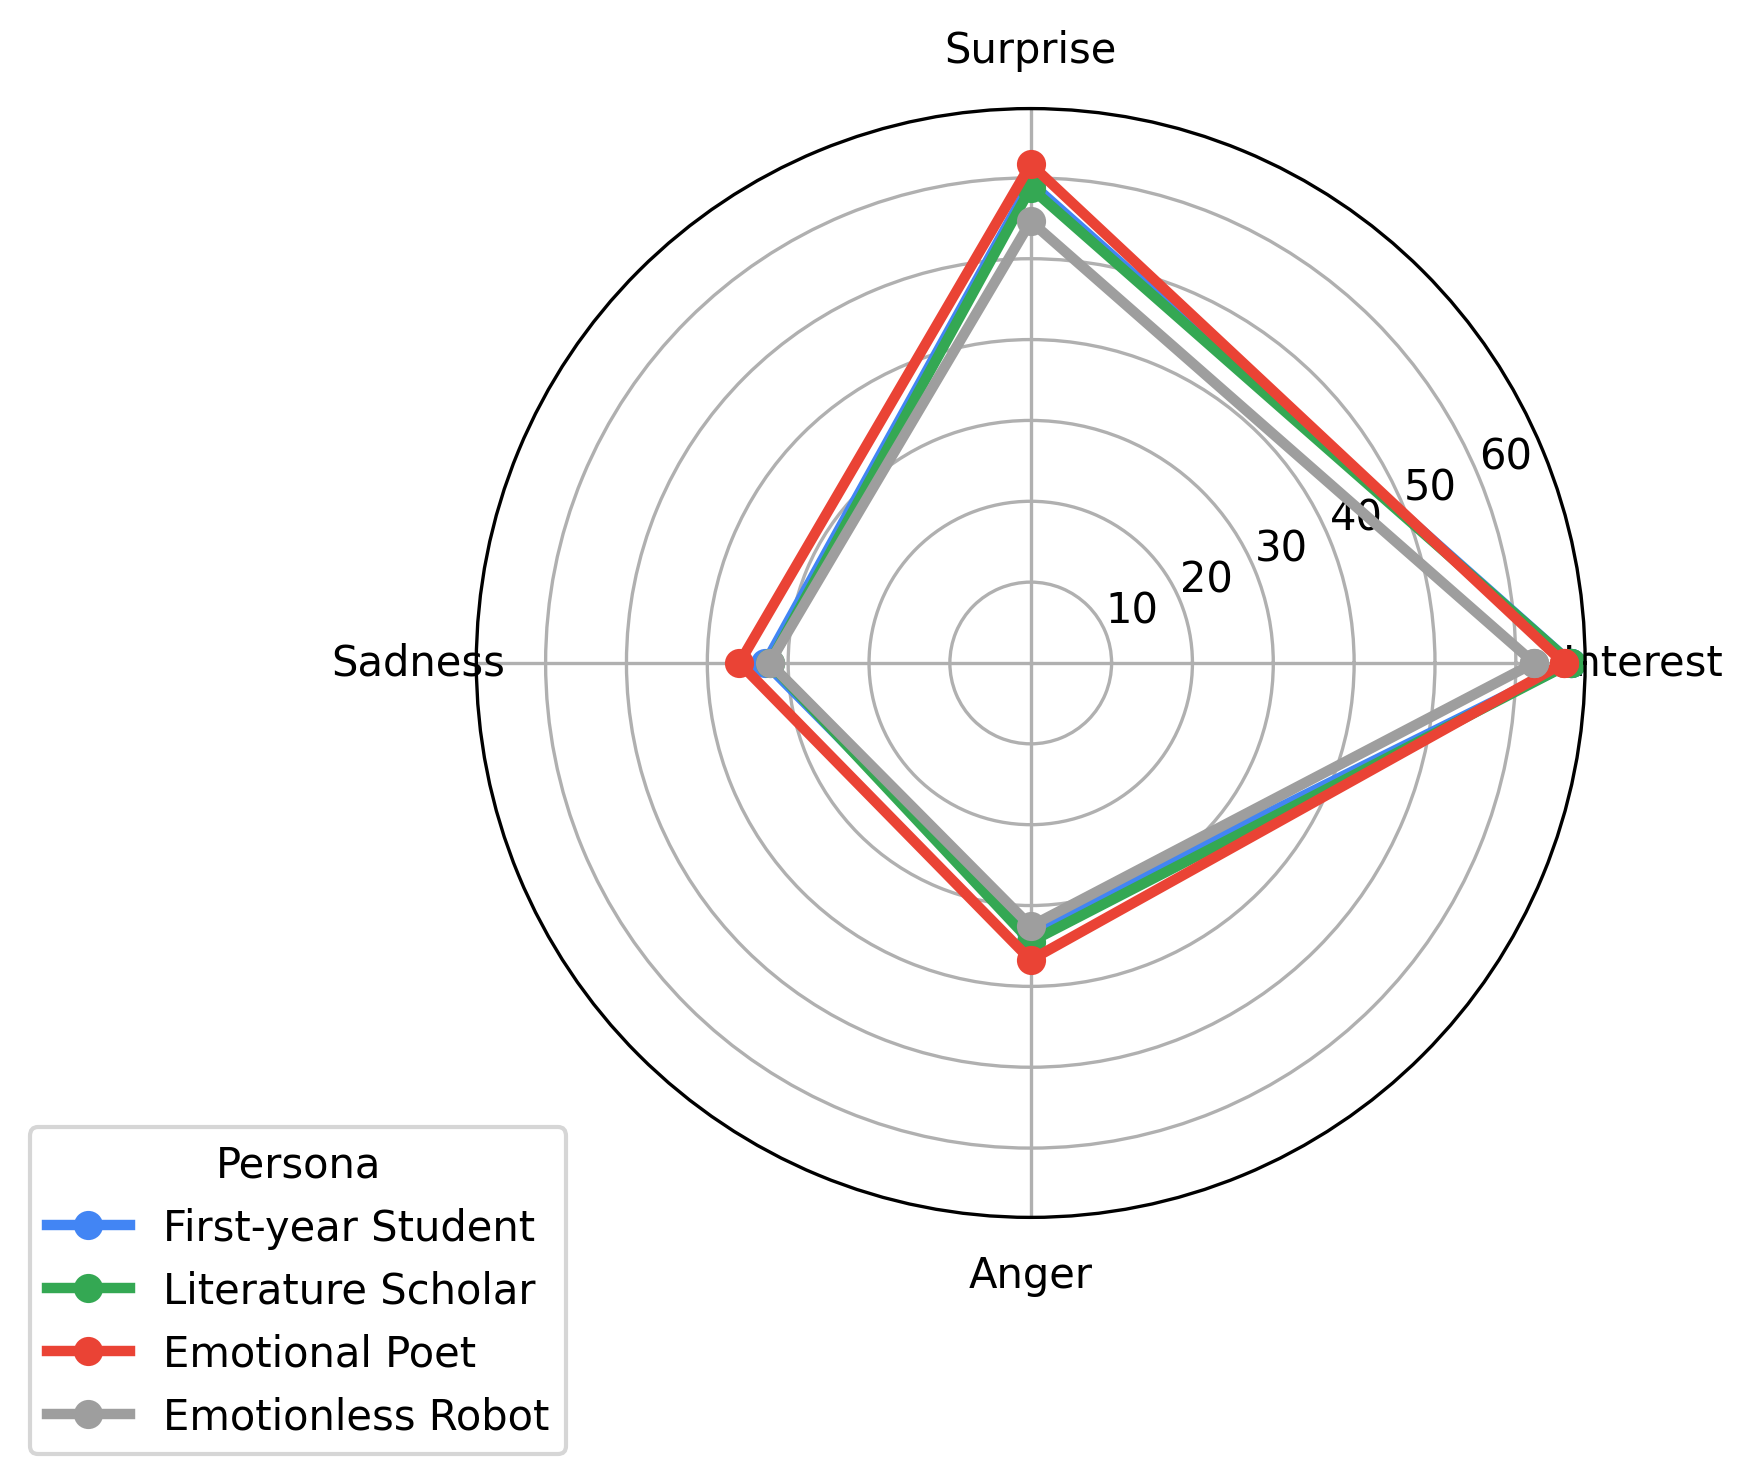 Surprise
60
50
40
30
20
10
Sadness
Interest
Anger
Persona
First-year Student
Literature Scholar
Emotional Poet
Emotionless Robot